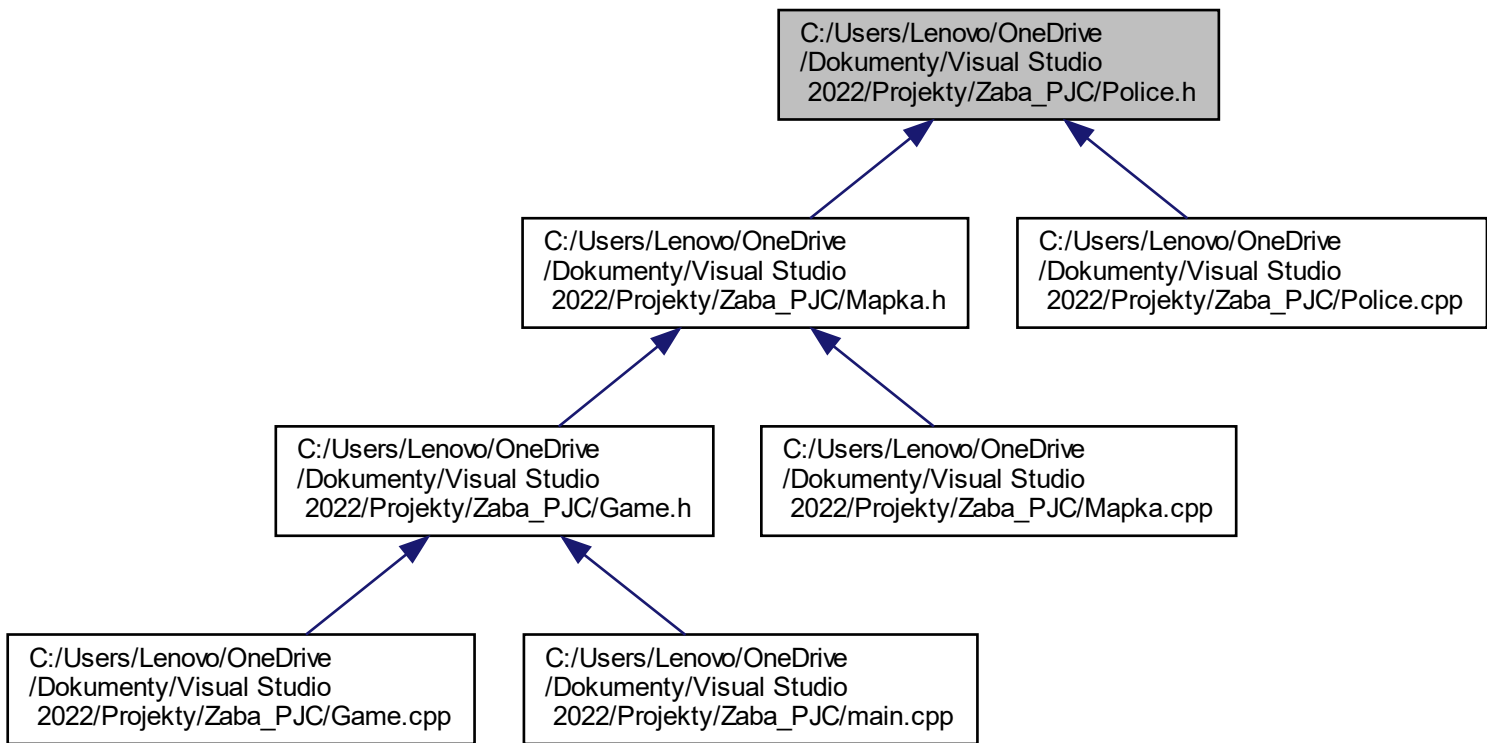 C:/Users/Lenovo/OneDrive
/Dokumenty/Visual Studio
2022/Projekty/Zaba_PJC/Police.h
C:/Users/Lenovo/OneDrive
/Dokumenty/Visual Studio
2022/Projekty/Zaba_PJC/Mapka.h
C:/Users/Lenovo/OneDrive
/Dokumenty/Visual Studio
2022/Projekty/Zaba_PJC/Police.cpp
C:/Users/Lenovo/OneDrive
/Dokumenty/Visual Studio
2022/Projekty/Zaba_PJC/Game.h
C:/Users/Lenovo/OneDrive
/Dokumenty/Visual Studio
2022/Projekty/Zaba_PJC/Mapka.cpp
C:/Users/Lenovo/OneDrive
/Dokumenty/Visual Studio
2022/Projekty/Zaba_PJC/Game.cpp
C:/Users/Lenovo/OneDrive
/Dokumenty/Visual Studio
2022/Projekty/Zaba_PJC/main.cpp